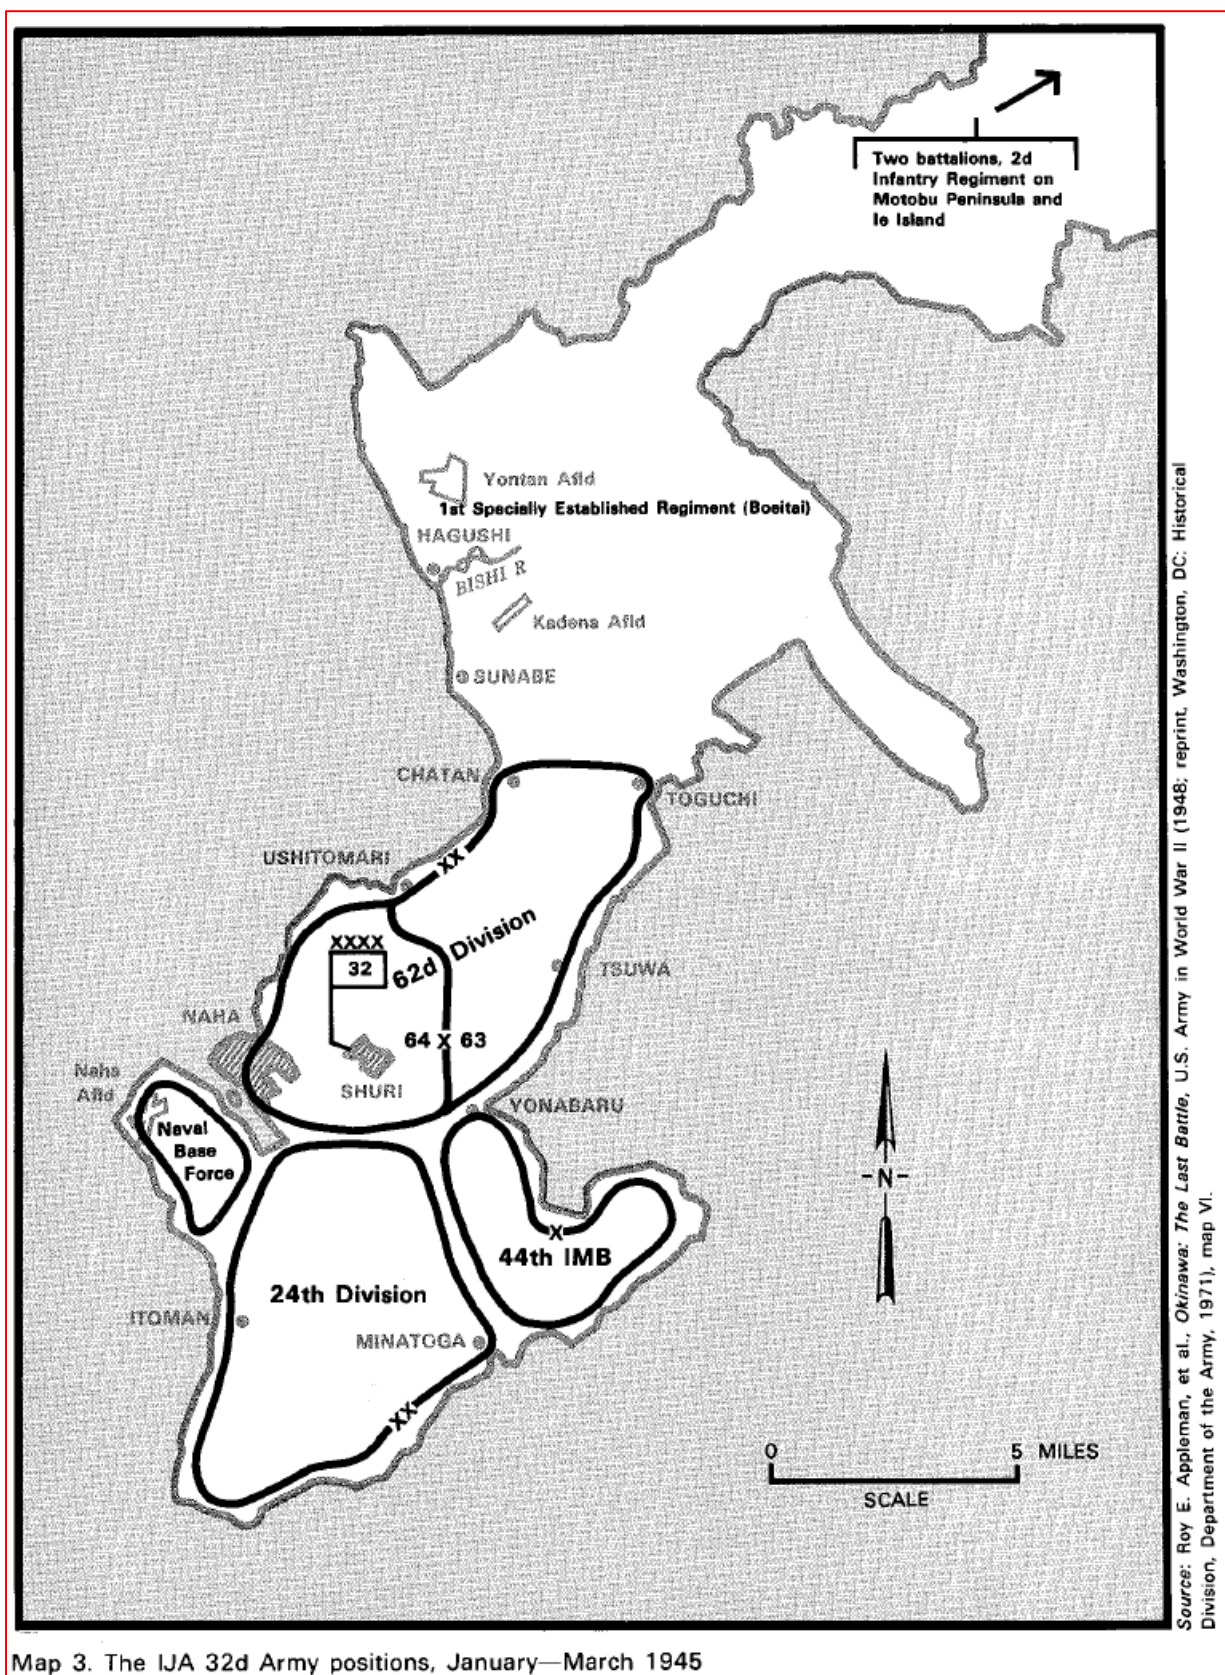 Two battalions, 2d
Infantry Regiment on
Motobu Peninsula and
Ie Island
Yontan Afld
1st Specially Established Regiment (Boeitai)
HAGUSHI
BISHI R
Kadena Afld
SUNABE
CHATAN
TOGUCHI
USHITOMARI
XX
XXXX
32
62d Division
TSUWA
NAHA
64 X 63
Naha
Afld
SHURI
YONABARU
Naval
Base
Force
-N-
X
44th IMB
24th Division
ITOMAN
MINATOGA
XX
0 5 MILES
SCALE
Source: Roy E. Appleman, et al., Okinawa: The Last Battle, U.S. Army in World War II (1948; reprint, Washington, DC: Historical
Division, Department of the Army, 1971), map VI.
Map 3. The IJA 32d Army positions, January—March 1945